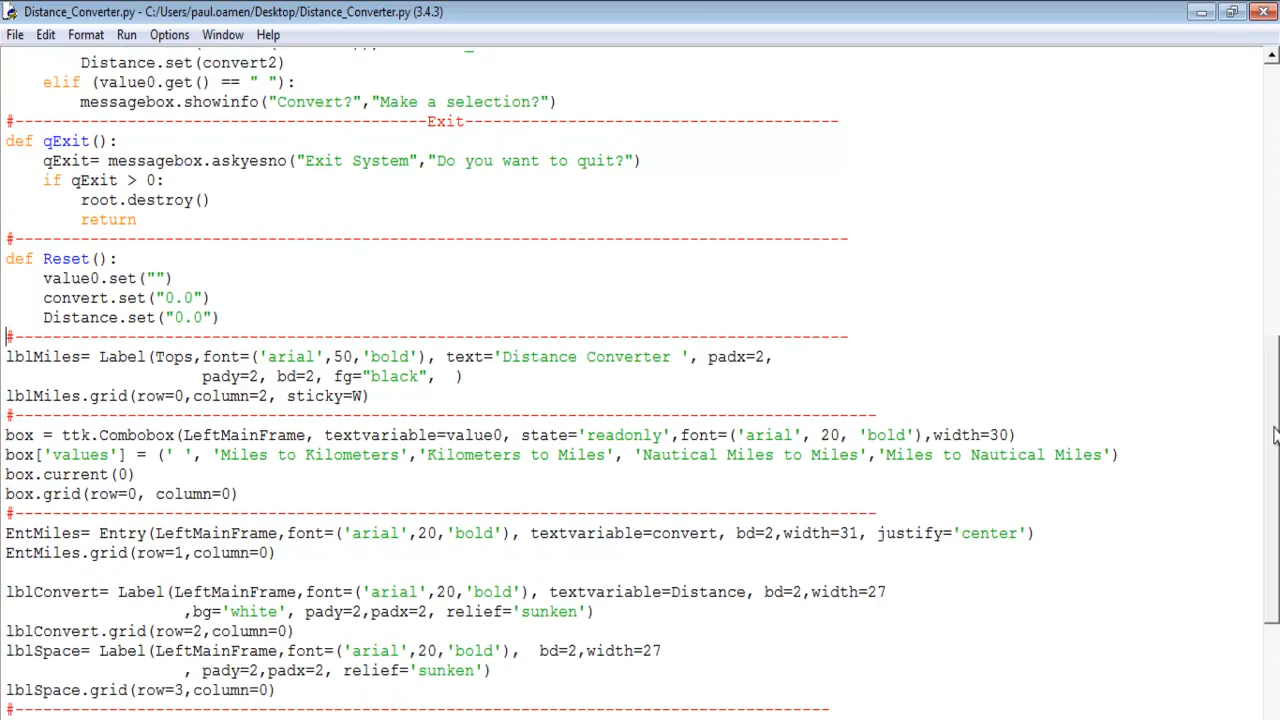 Distance_Converter.py - C:/Users/paul.oamen/Desktop/Distance_Converter.py (3.4.3)
File Edit Format Run Options Window Help
        Distance.set(convert2)
    elif (value0.get() == " "):
        messagebox.showinfo("Convert?","Make a selection?")
#---------------------------------------------Exit----------------------------------------
def qExit():
    qExit= messagebox.askyesno("Exit System","Do you want to quit?")
    if qExit > 0:
        root.destroy()
        return
#------------------------------------------------------------------------------------------
def Reset():
    value0.set("")
    convert.set("0.0")
    Distance.set("0.0")
#------------------------------------------------------------------------------------------
lblMiles= Label(Tops,font=('arial',50,'bold'), text='Distance Converter ', padx=2,
                     pady=2, bd=2, fg="black",  )
lblMiles.grid(row=0,column=2, sticky=W)
#---------------------------------------------------------------------------------------------
box = ttk.Combobox(LeftMainFrame, textvariable=value0, state='readonly',font=('arial', 20, 'bold'),width=30)
box['values'] = (' ', 'Miles to Kilometers','Kilometers to Miles', 'Nautical Miles to Miles','Miles to Nautical Miles')
box.current(0)
box.grid(row=0, column=0)
#---------------------------------------------------------------------------------------------
EntMiles= Entry(LeftMainFrame,font=('arial',20,'bold'), textvariable=convert, bd=2,width=31, justify='center')
EntMiles.grid(row=1,column=0)
lblConvert= Label(LeftMainFrame,font=('arial',20,'bold'), textvariable=Distance, bd=2,width=27
                   ,bg='white', pady=2,padx=2, relief='sunken')
lblConvert.grid(row=2,column=0)
lblSpace= Label(LeftMainFrame,font=('arial',20,'bold'),  bd=2,width=27
                   , pady=2,padx=2, relief='sunken')
lblSpace.grid(row=3,column=0)
#----------------------------------------------------------------------------------------